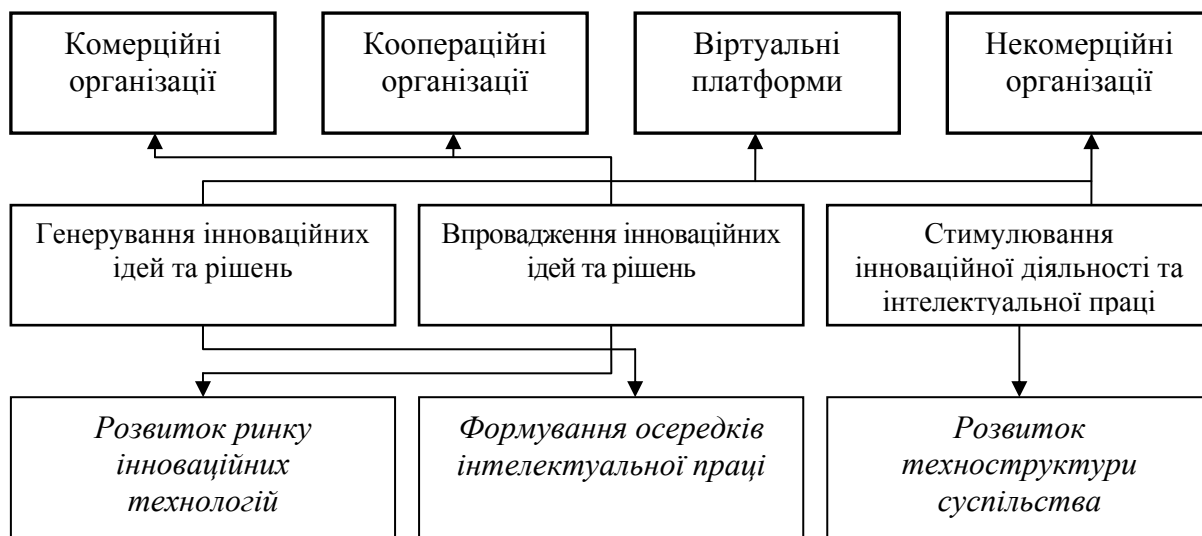 Комерційні
організації
Коопераційні
організації
Віртуальні
платформи
Некомерційні
організації
Генерування інноваційних
ідей та рішень
Впровадження інноваційних
ідей та рішень
Стимулювання
інноваційної діяльності та
інтелектуальної праці
Розвиток ринку
інноваційних
технологій
Формування осередків
інтелектуальної праці
Розвиток
техноструктури
суспільства